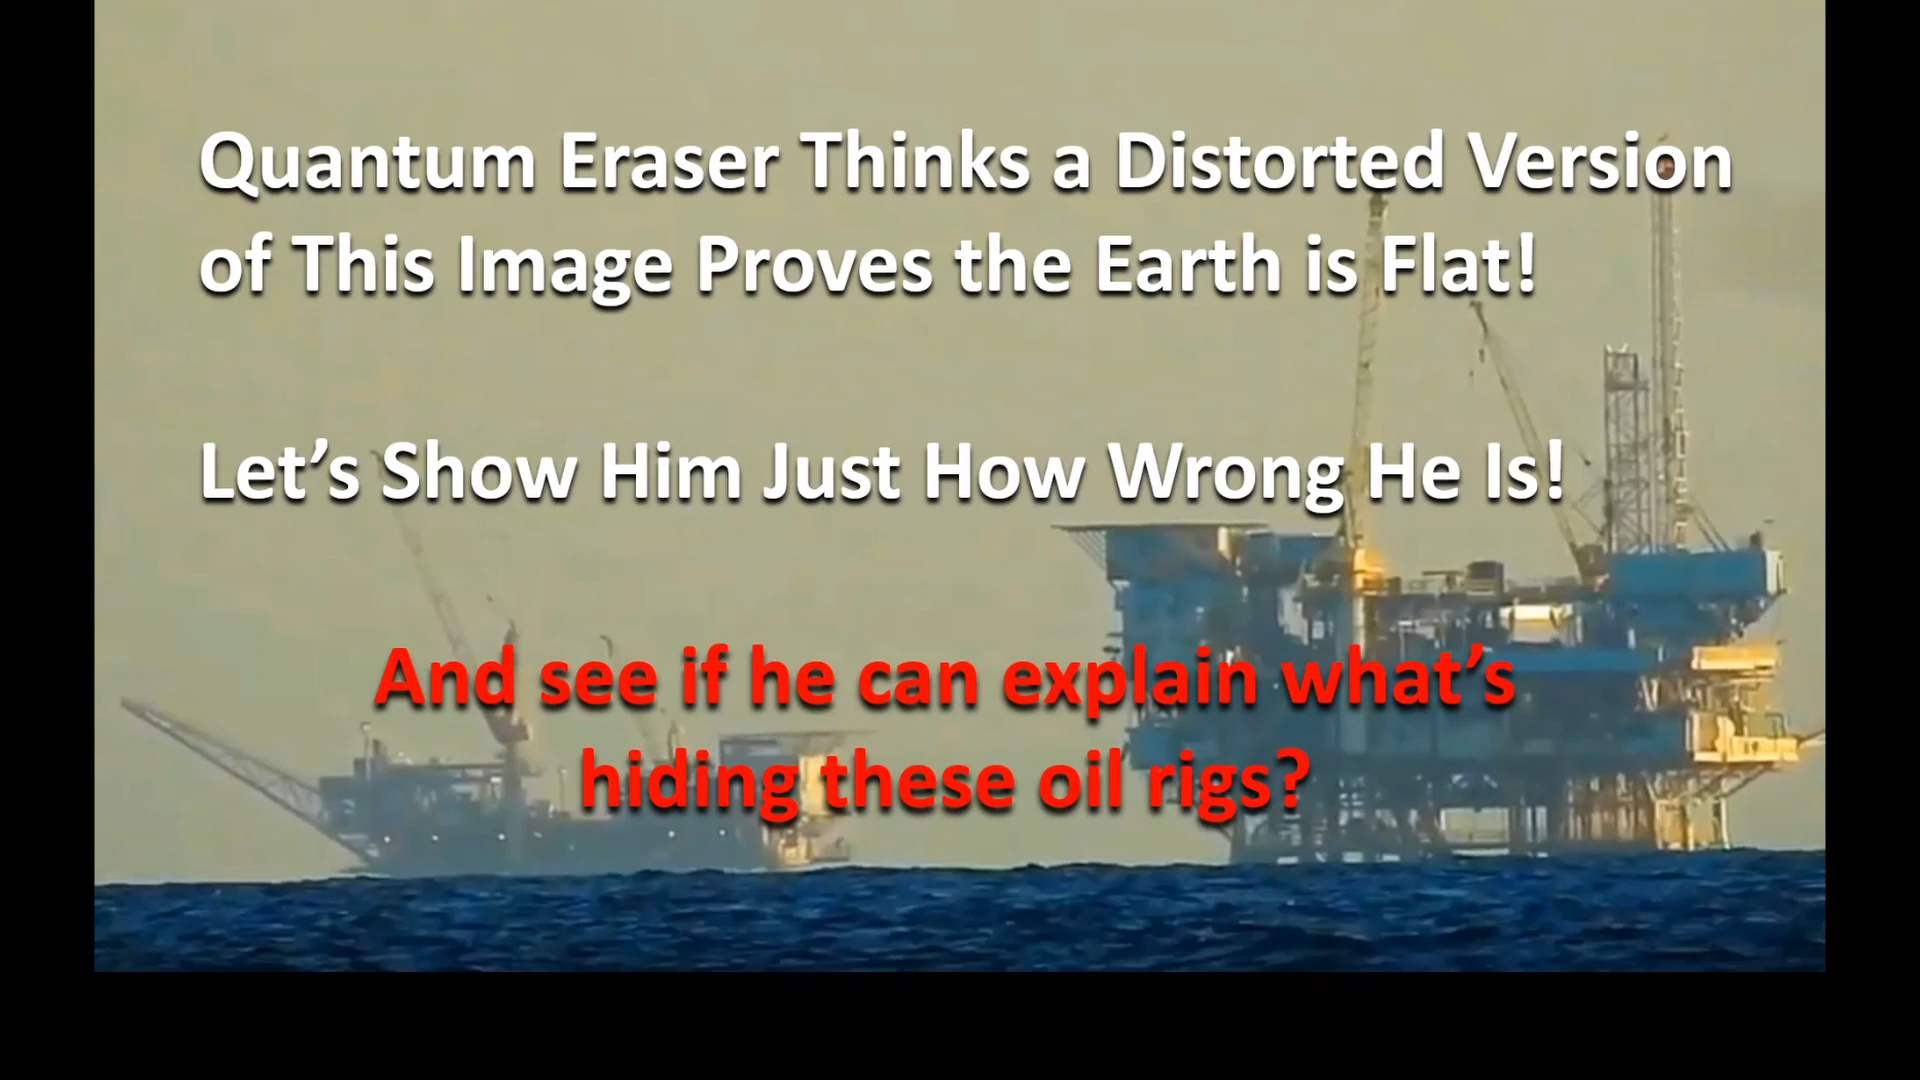 Quantum Eraser Thinks a Distorted Version
of This Image Proves the Earth is Flat!
Let’s Show Him Just How Wrong He Is!
And see if he can explain what’s
hiding these oil rigs?